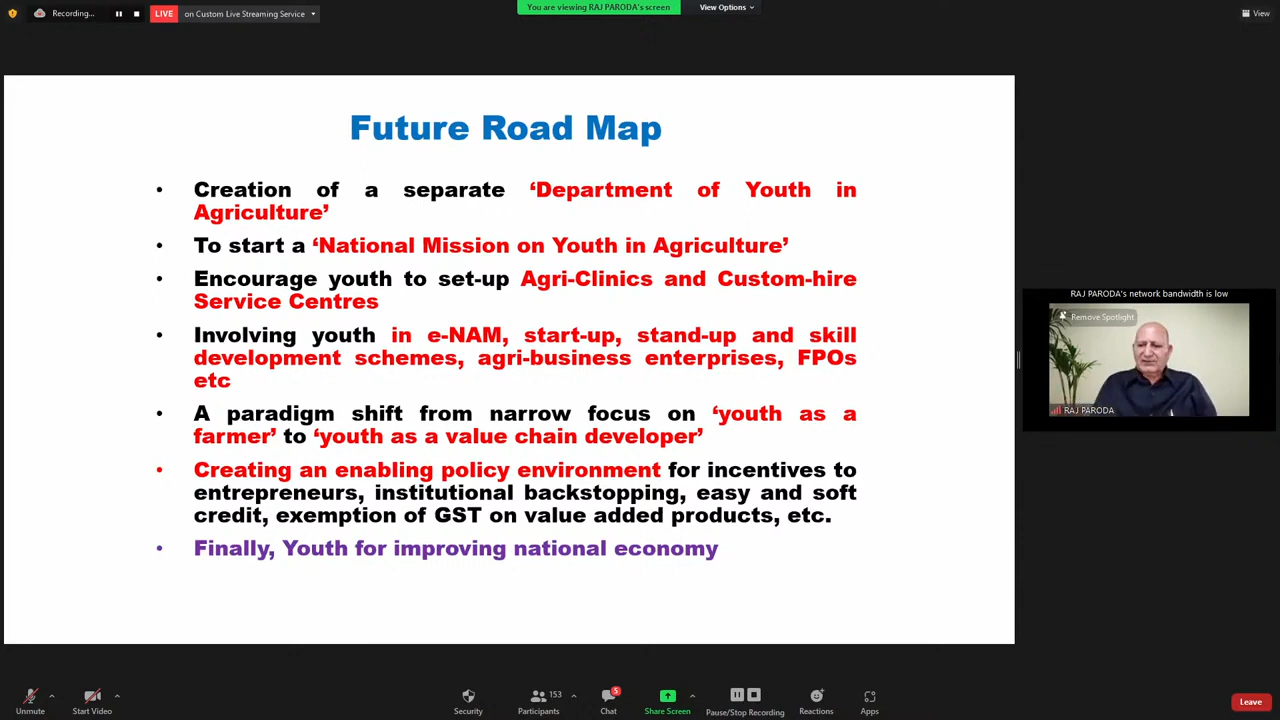 Recording...
LIVE
on Custom Live Streaming Service
You are viewing RAJ PARODA's screen
View Options
View
Future Road Map
• Creation of a separate ‘Department of Youth in
Agriculture’
• To start a ‘National Mission on Youth in Agriculture’
• Encourage youth to set-up Agri-Clinics and Custom-hire
Service Centres
• Involving youth in e-NAM, start-up, stand-up and skill
development schemes, agri-business enterprises, FPOs
etc
• A paradigm shift from narrow focus on ‘youth as a
farmer’ to ‘youth as a value chain developer’
• Creating an enabling policy environment for incentives to
entrepreneurs, institutional backstopping, easy and soft
credit, exemption of GST on value added products, etc.
• Finally, Youth for improving national economy
RAJ PARODA's network bandwidth is low
Remove Spotlight
RAJ PARODA
Unmute
Start Video
Security
153
Participants
5
Chat
Share Screen
Pause/Stop Recording
Reactions
Apps
Leave